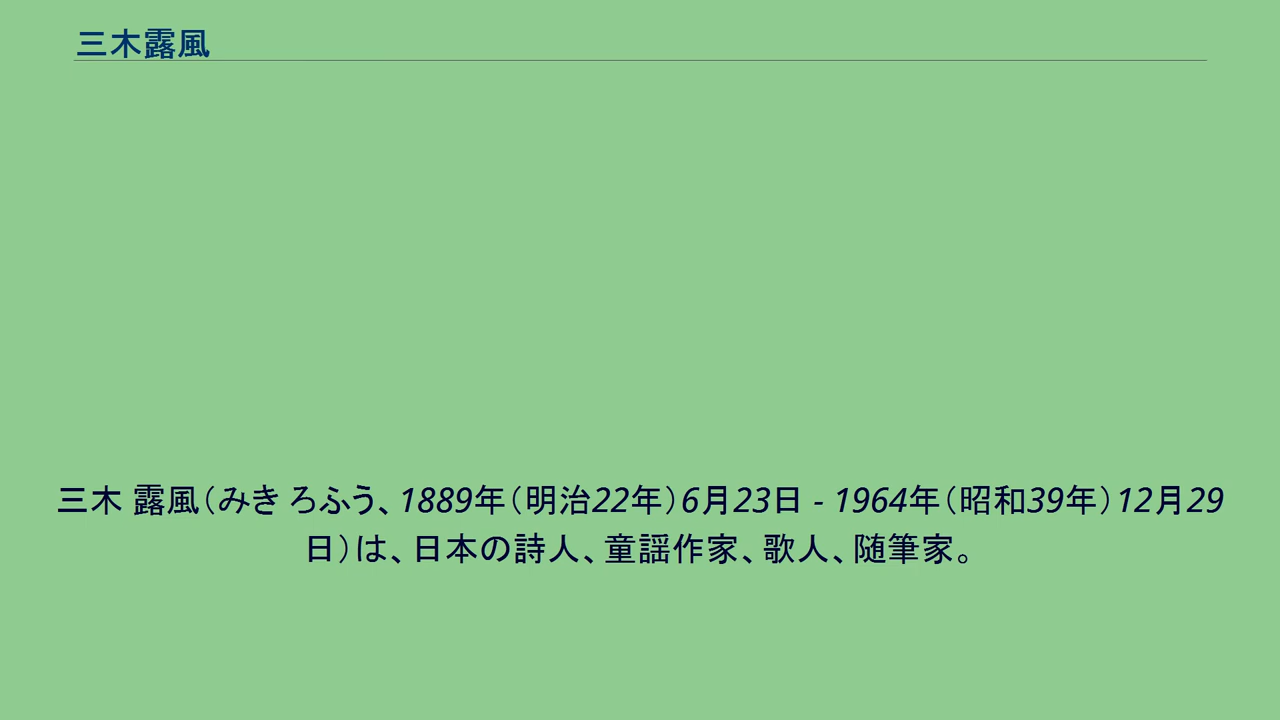 三木露風
三木 露風（みき ろふう、1889年（明治22年）6月23日 - 1964年（昭和39年）12月29
日）は、日本の詩人、童謡作家、歌人、随筆家。